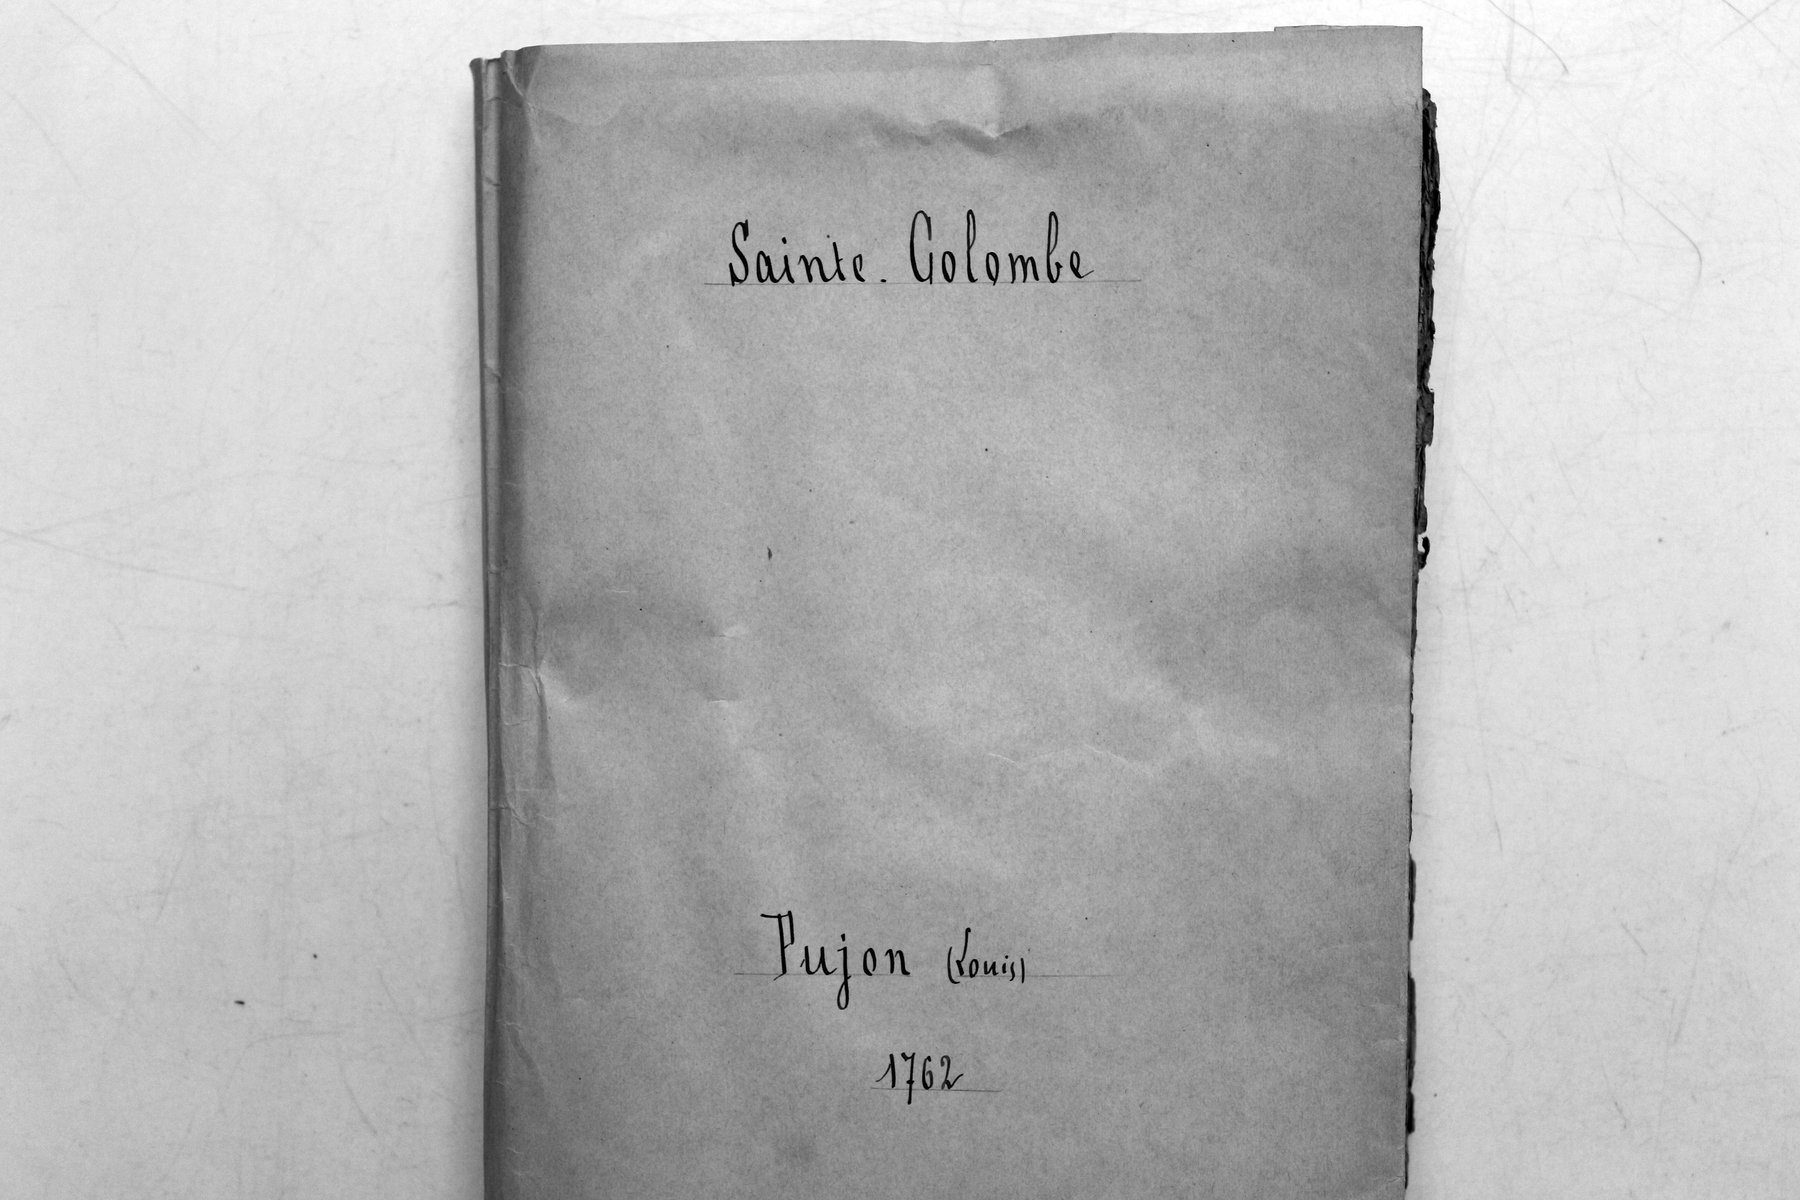 Sainte. Colombe
Pujon (Louis)
1762